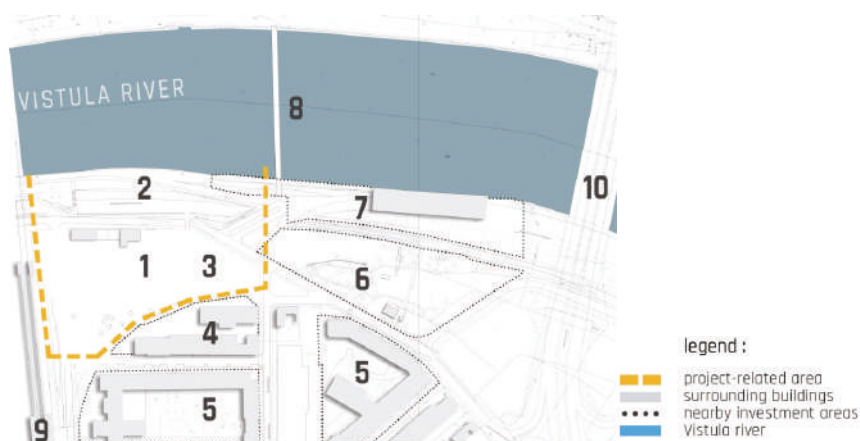 VISTULA RIVER
8
2
10
7
1
3
6
4
5
5
9
legend :
project-related area
surrounding buildings
nearby investment areas
Vistula river